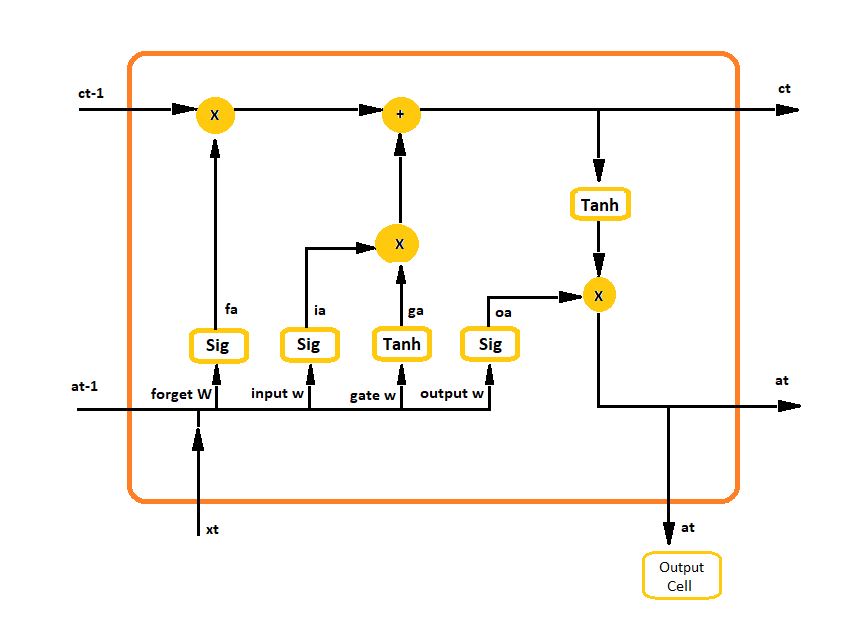 ct-1
ct
X
+
Tanh
X
X
fa
ia
ga
oa
Sig
Sig
Tanh
Sig
at-1
at
forget W
input w
gate w
output w
xt
at
Output
Cell